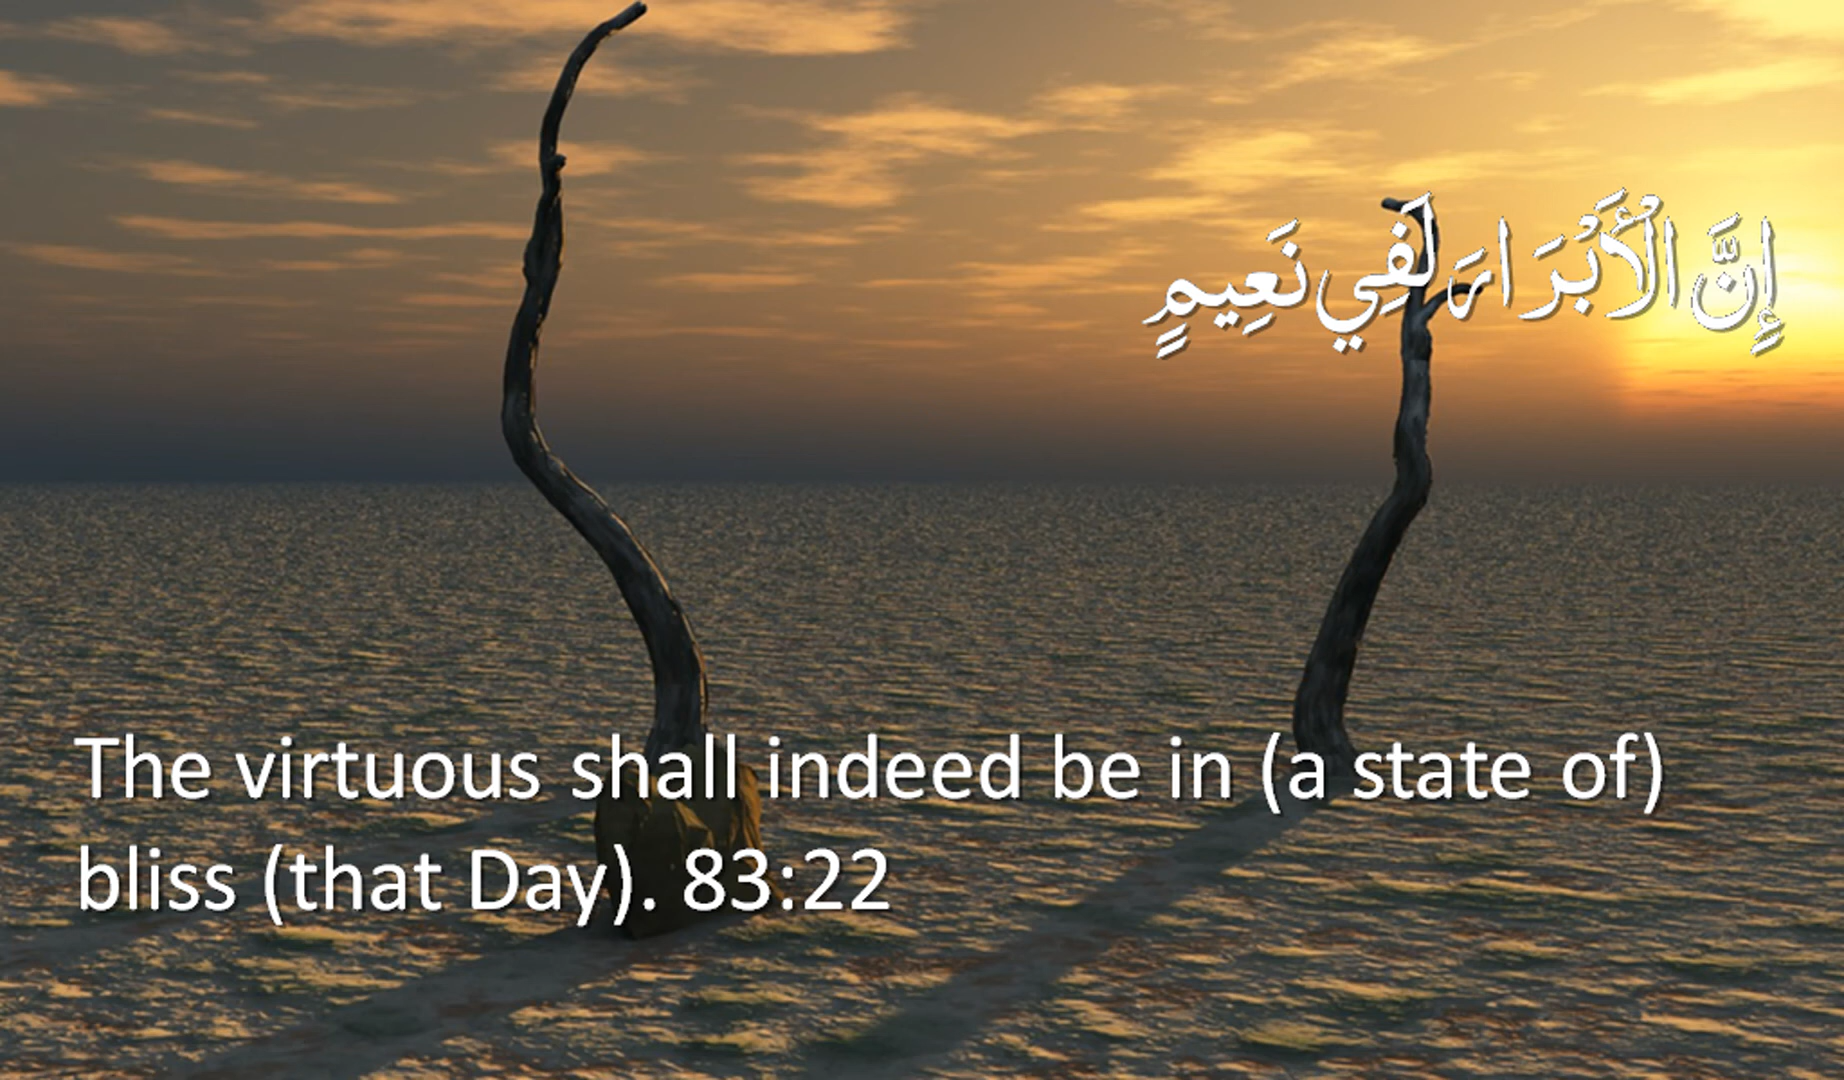 إِنَّ الْأَبْرَارَ لَفِي نَعِيمٍ
The virtuous shall indeed be in (a state of)
bliss (that Day). 83:22